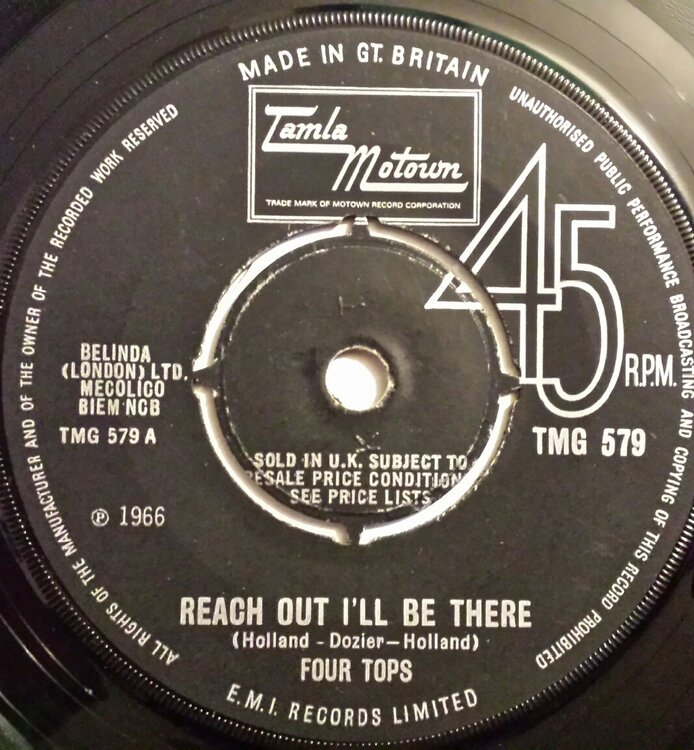 MADE IN GT. BRITAIN
Tamla
Motown
TRADE MARK OF MOTOWN RECORD CORPORATION
UNAUTHORISED PUBLIC PERFORMANCE BROADCASTING AND COPYING OF THIS RECORD PROHIBITED
ALL RIGHTS OF THE MANUFACTURER AND OF THE OWNER OF THE RECORDED WORK RESERVED
45
R.P.M.
BELINDA
(LONDON) LTD.
MECOLICO
BIEM NCB
TMG 579 A
TMG 579
SOLD IN U.K. SUBJECT TO
RESALE PRICE CONDITION
SEE PRICE LISTS
℗ 1966
REACH OUT I'LL BE THERE
(Holland - Dozier - Holland)
FOUR TOPS
E.M.I. RECORDS LIMITED